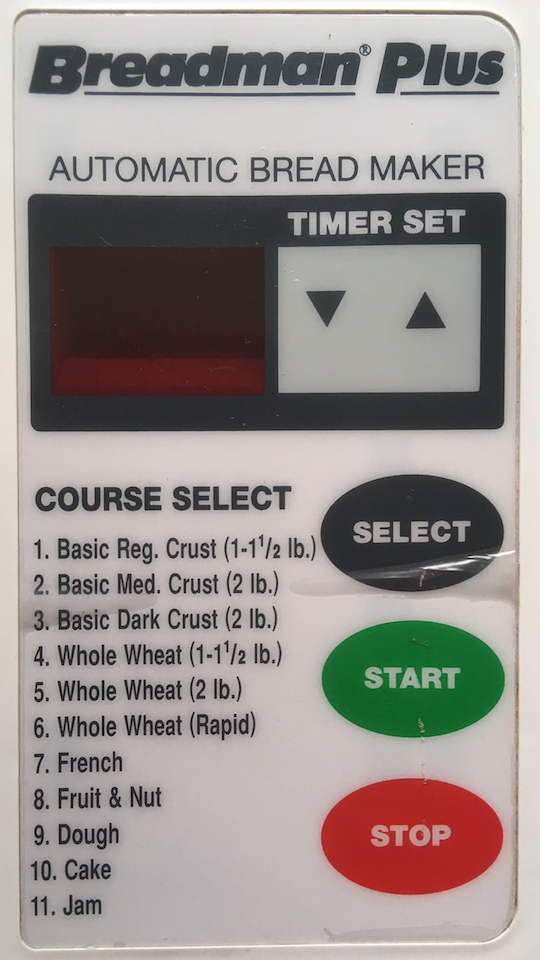 Breadman® Plus
AUTOMATIC BREAD MAKER
TIMER SET
▼ ▲
COURSE SELECT
1. Basic Reg. Crust (1-1¹/₂ lb.)
2. Basic Med. Crust (2 lb.)
3. Basic Dark Crust (2 lb.)
4. Whole Wheat (1-1¹/₂ lb.)
5. Whole Wheat (2 lb.)
6. Whole Wheat (Rapid)
7. French
8. Fruit & Nut
9. Dough
10. Cake
11. Jam
SELECT
START
STOP